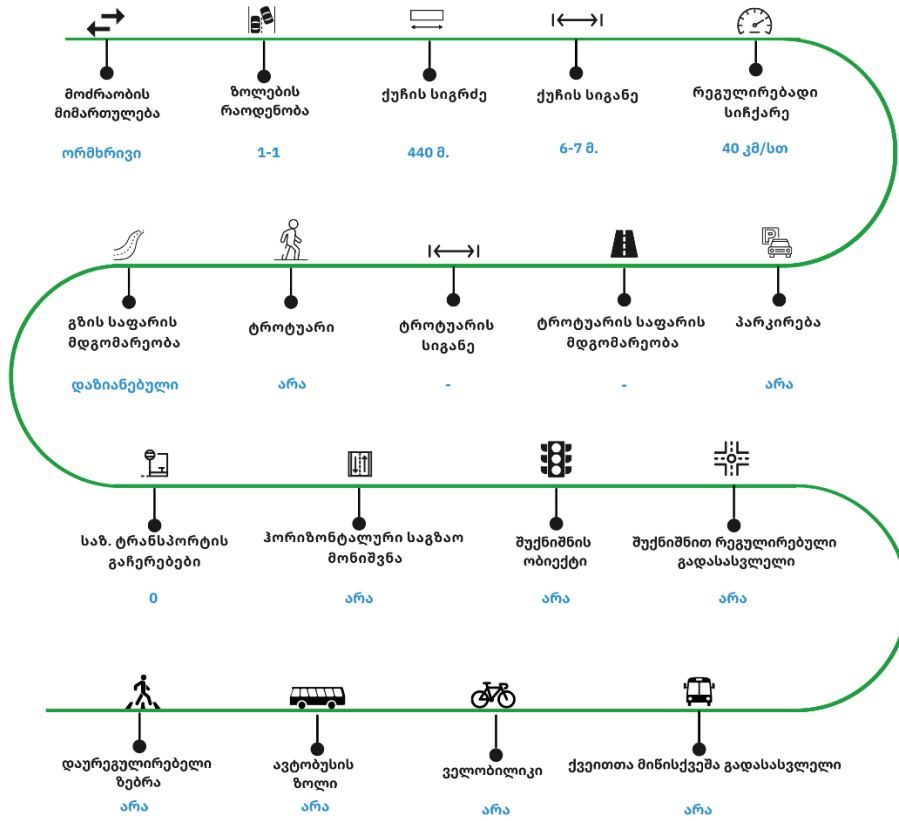 მოძრაობის
მიმართულება
ორმხრივი
ზოლების
რაოდენობა
1-1
ქუჩის სიგრძე
440 მ.
ქუჩის სიგანე
6-7 მ.
რეგულირებადი
სიჩქარე
40 კმ/სთ
გზის საფარის
მდგომარეობა
დაზიანებული
ტროტუარი
არა
ტროტუარის
სიგანე
-
ტროტუარის საფარის
მდგომარეობა
-
P
პარკირება
არა
საზ. ტრანსპორტის
გაჩერებები
0
ჰორიზონტალური საგზაო
მონიშვნა
არა
შუქნიშნის
ობიექტი
არა
შუქნიშნით რეგულირებული
გადასასვლელი
არა
დაურეგულირებელი
ზებრა
არა
ავტობუსის
ზოლი
არა
ველობილიკი
არა
ქვეითთა მიწისქვეშა გადასასვლელი
არა